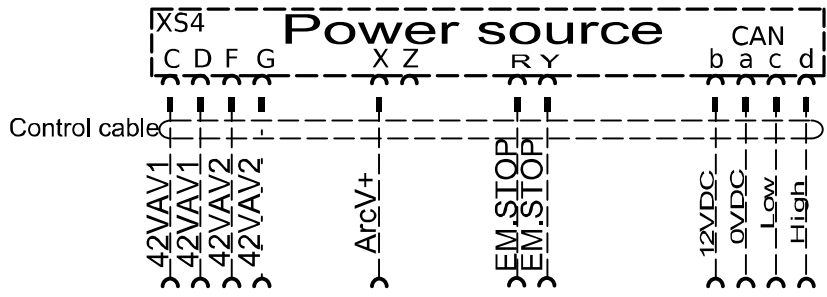 XS4
Power source
CAN
C D F G X Z R Y b a c d
Control cable
42VAV1
42VAV1
42VAV2
42VAV2
ArcV+
EM.STOP
EM.STOP
12VDC
0VDC
Low
High